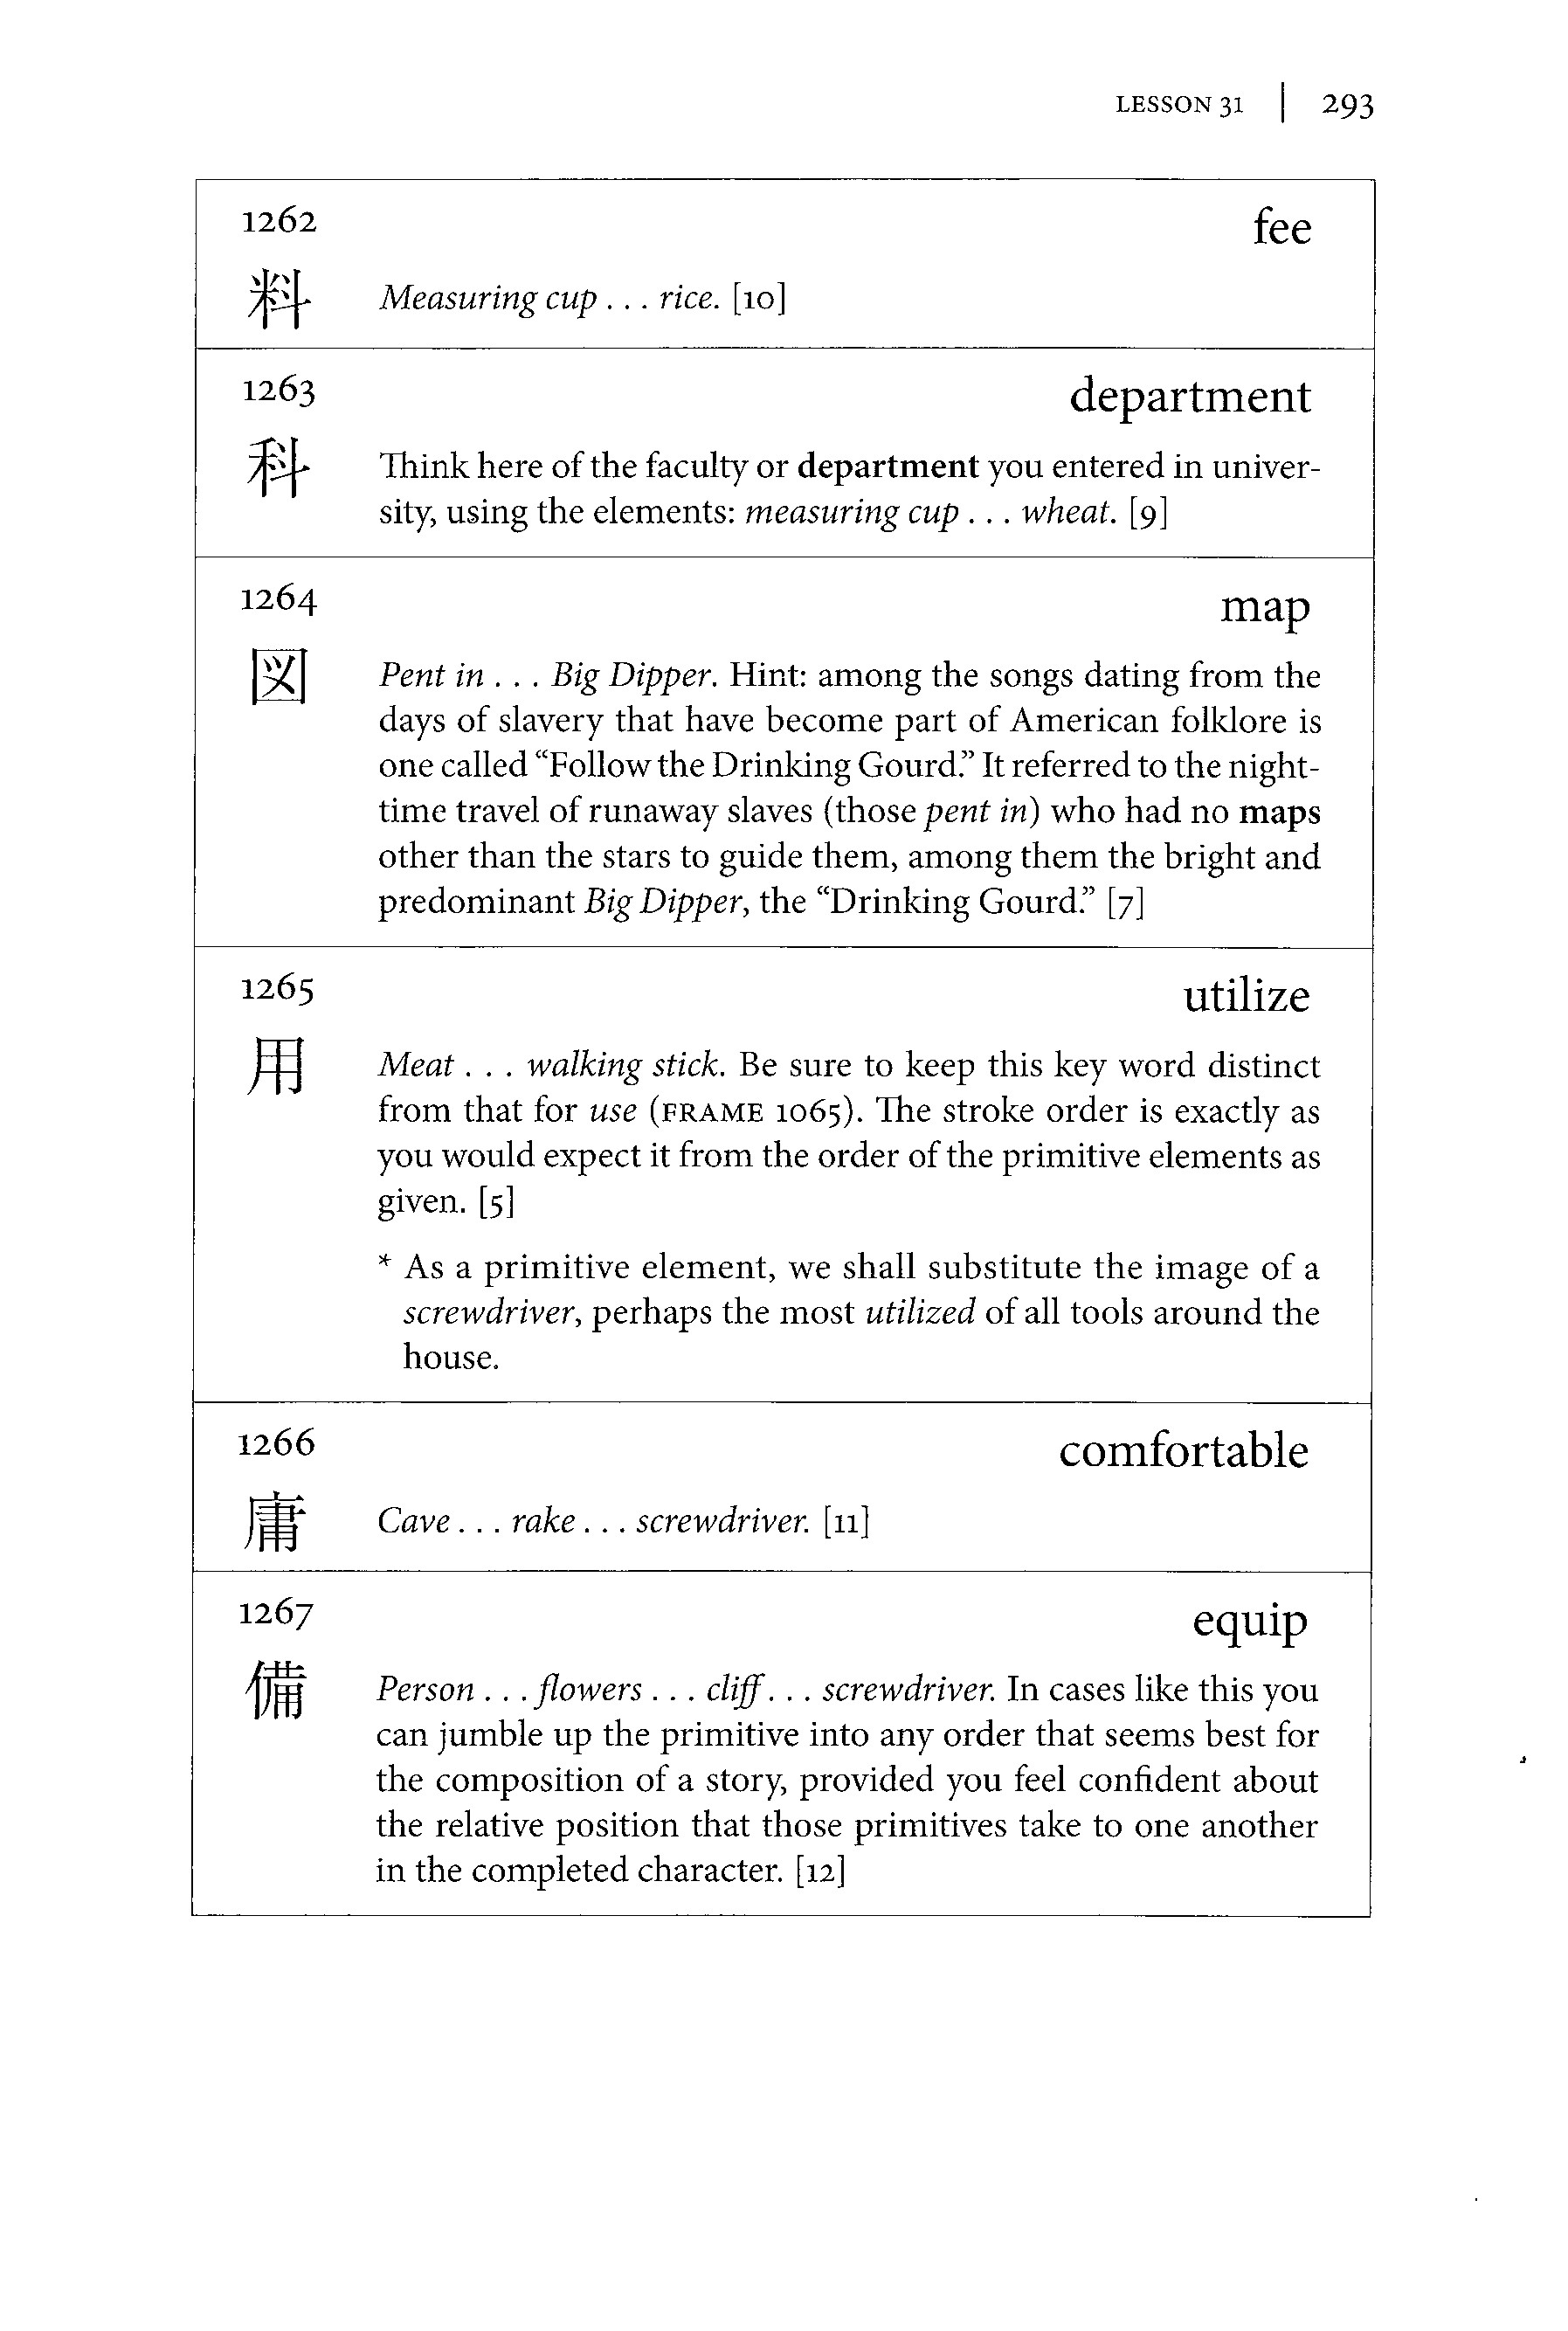 LESSON 31 | 293
1262 fee
料 Measuring cup . . . rice. [10]
1263 department
科 Think here of the faculty or department you entered in univer-
sity, using the elements: measuring cup . . . wheat. [9]
1264 map
図 Pent in . . . Big Dipper. Hint: among the songs dating from the
days of slavery that have become part of American folklore is
one called “Follow the Drinking Gourd.” It referred to the night-
time travel of runaway slaves (those pent in) who had no maps
other than the stars to guide them, among them the bright and
predominant Big Dipper, the “Drinking Gourd.” [7]
1265 utilize
用 Meat . . . walking stick. Be sure to keep this key word distinct
from that for use (FRAME 1065). The stroke order is exactly as
you would expect it from the order of the primitive elements as
given. [5]
* As a primitive element, we shall substitute the image of a
screwdriver, perhaps the most utilized of all tools around the
house.
1266 comfortable
庸 Cave . . . rake . . . screwdriver. [11]
1267 equip
備 Person . . . flowers . . . cliff . . . screwdriver. In cases like this you
can jumble up the primitive into any order that seems best for
the composition of a story, provided you feel confident about
the relative position that those primitives take to one another
in the completed character. [12]